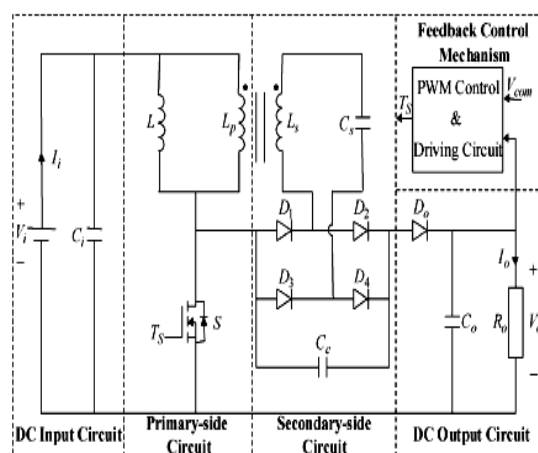 Feedback Control
Mechanism
PWM Control
&
Driving Circuit
T_S
V_com
L
L_p
L_s
C_s
I_i
+
V_i
−
C_i
D_1
D_2
D_o
D_3
D_4
I_o
+
T_S
S
C_c
C_o
R_o
−
DC Input Circuit
Primary-side
Circuit
Secondary-side
Circuit
DC Output Circuit